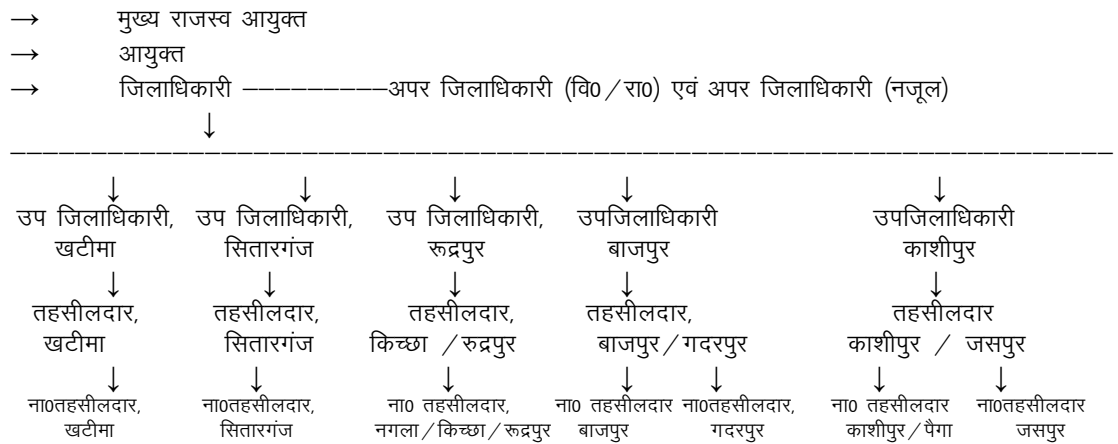 → मुख्य राजस्व आयुक्त
→ आयुक्त
→ जिलाधिकारी ––––––––––अपर जिलाधिकारी (वि0 ⁄ रा0) एवं अपर जिलाधिकारी (नजूल)
↓
––––––––––––––––––––––––––––––––––––––––––––––––––––––––––––––––––––––
↓ ↓ ↓ ↓ ↓
उप जिलाधिकारी, उप जिलाधिकारी, उप जिलाधिकारी, उपजिलाधिकारी उपजिलाधिकारी
खटीमा सितारगंज रूद्रपुर बाजपुर काशीपुर
↓ ↓ ↓ ↓ ↓
तहसीलदार, तहसीलदार, तहसीलदार, तहसीलदार, तहसीलदार
खटीमा सितारगंज किच्छा ⁄ रुद्रपुर बाजपुर ⁄ गदरपुर काशीपुर ⁄ जसपुर
↓ ↓ ↓ ↓ ↓ ↓ ↓
ना0तहसीलदार, ना0तहसीलदार, ना0 तहसीलदार, ना0 तहसीलदार ना0तहसीलदार, ना0 तहसीलदार ना0तहसीलदार
खटीमा सितारगंज नगला ⁄ किच्छा ⁄ रूद्रपुर बाजपुर गदरपुर काशीपुर ⁄ पैगा जसपुर